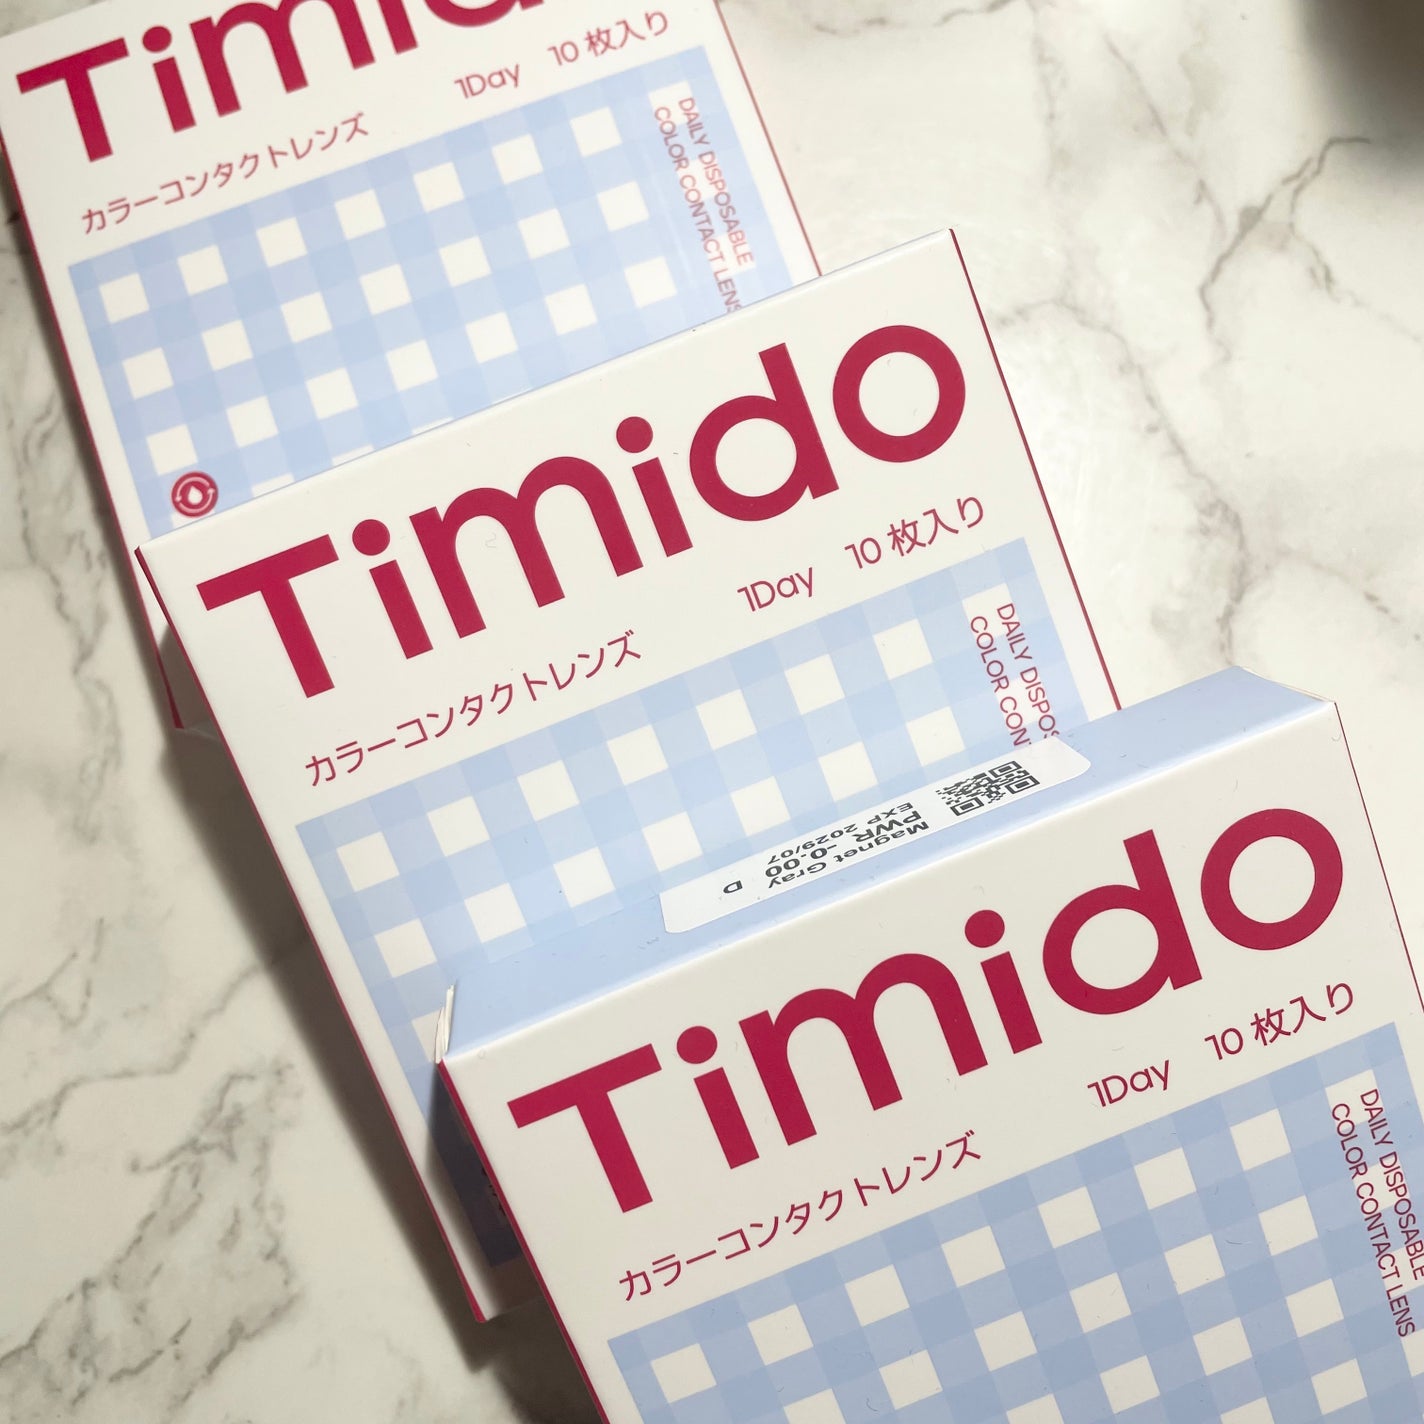 Timido
1Day 10枚入り
カラーコンタクトレンズ
DAILY DISPOSABLE
COLOR CONTACT LENS
Timido
1Day 10枚入り
カラーコンタクトレンズ
DAILY DISPOS
COLOR CONT
Magnet Gray
PWR -0.00 D
EXP 2029/07
Timido
1Day 10枚入り
カラーコンタクトレンズ
DAILY DISPOSABLE
COLOR CONTACT LENS